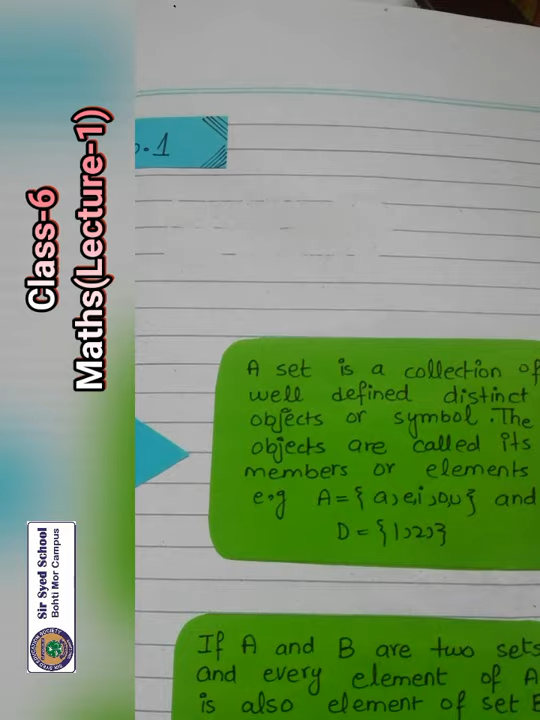 Class-6
Maths(Lecture-1)
Sir Syed School
Bohti Mor Campus
.1
A set is a collection of
well defined distinct
objects or symbol. The
objects are called its
members or elements
e.g A = { a, e, i, o, u } and
D = { 1, 2, }
If A and B are two sets
and every element of A
is also element of set B